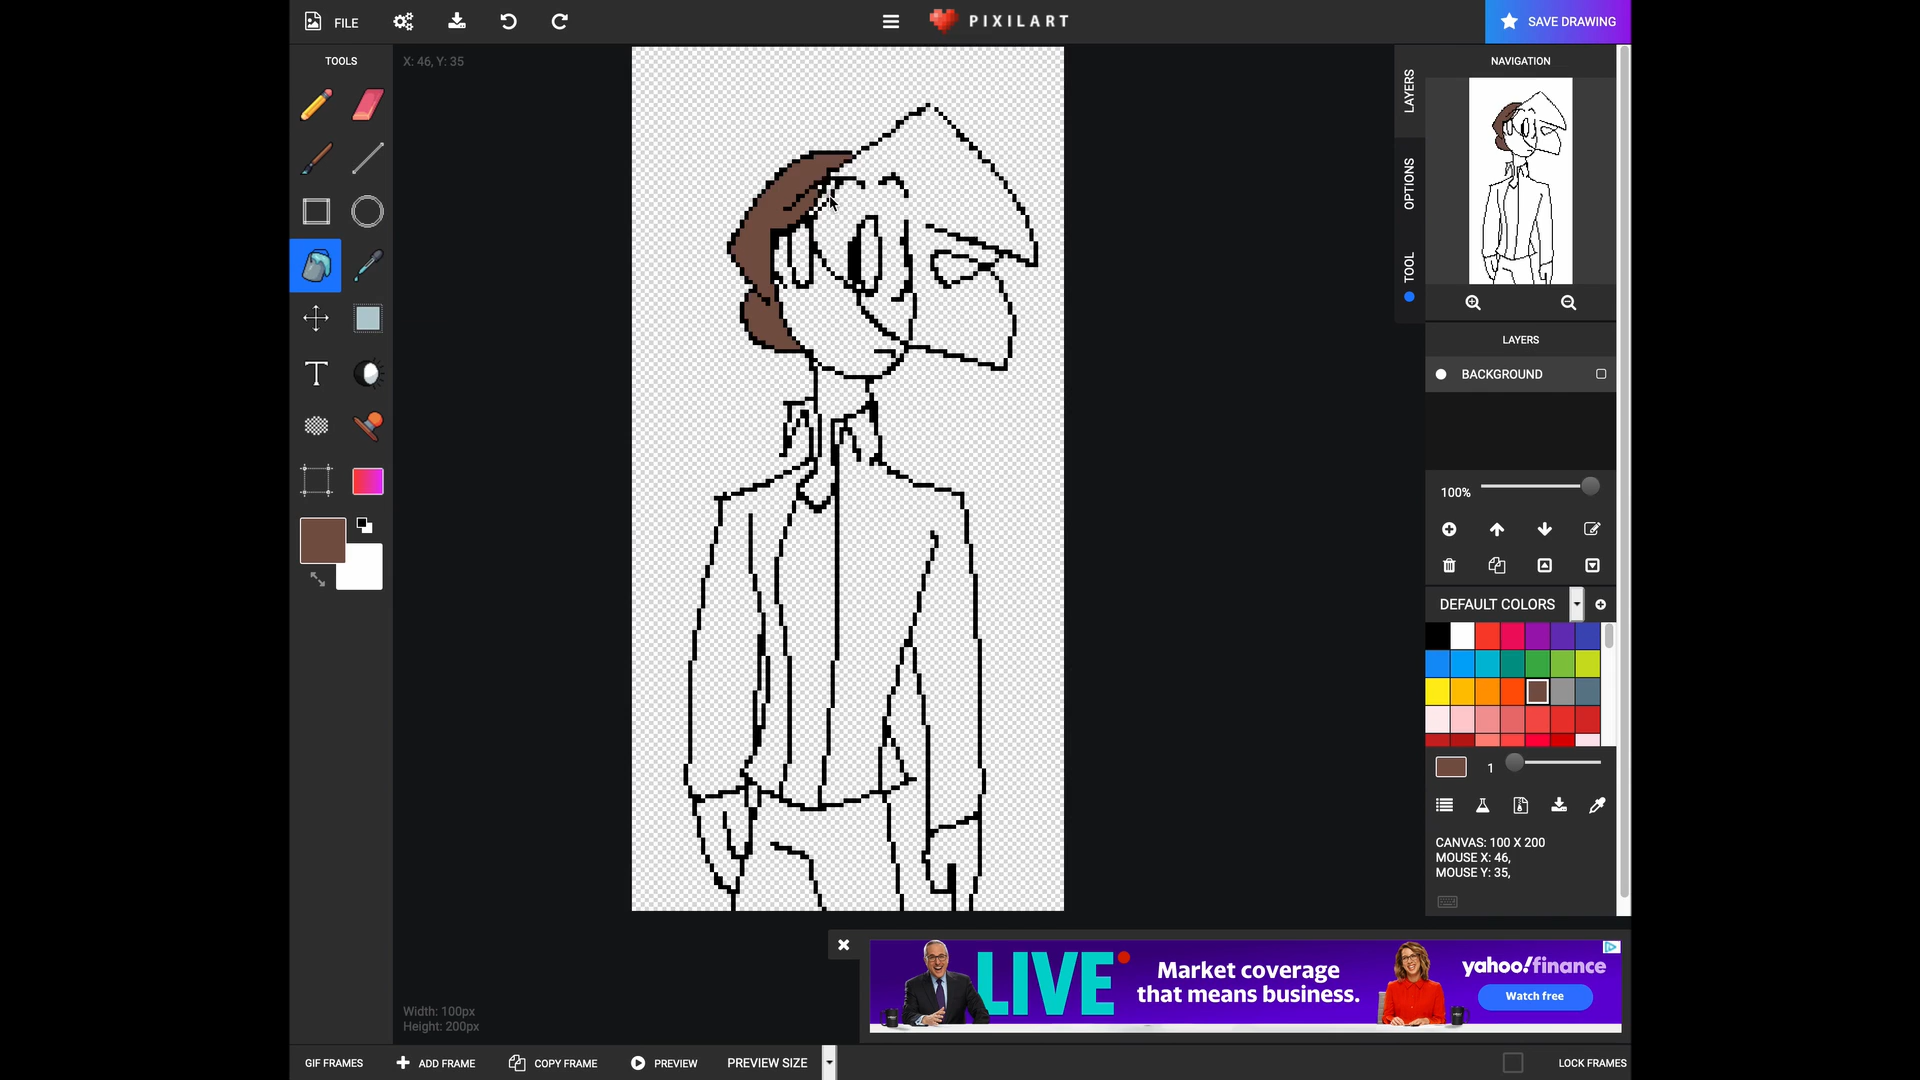 FILE
PIXILART
SAVE DRAWING
TOOLS
X: 46, Y: 35
LAYERS
OPTIONS
TOOL
NAVIGATION
LAYERS
BACKGROUND
100%
T
DEFAULT COLORS
1
CANVAS: 100 X 200
MOUSE X: 46,
MOUSE Y: 35,
LIVE
Market coverage
that means business.
yahoo!finance
Watch free
Width: 100px
Height: 200px
GIF FRAMES
ADD FRAME
COPY FRAME
PREVIEW
PREVIEW SIZE
LOCK FRAMES